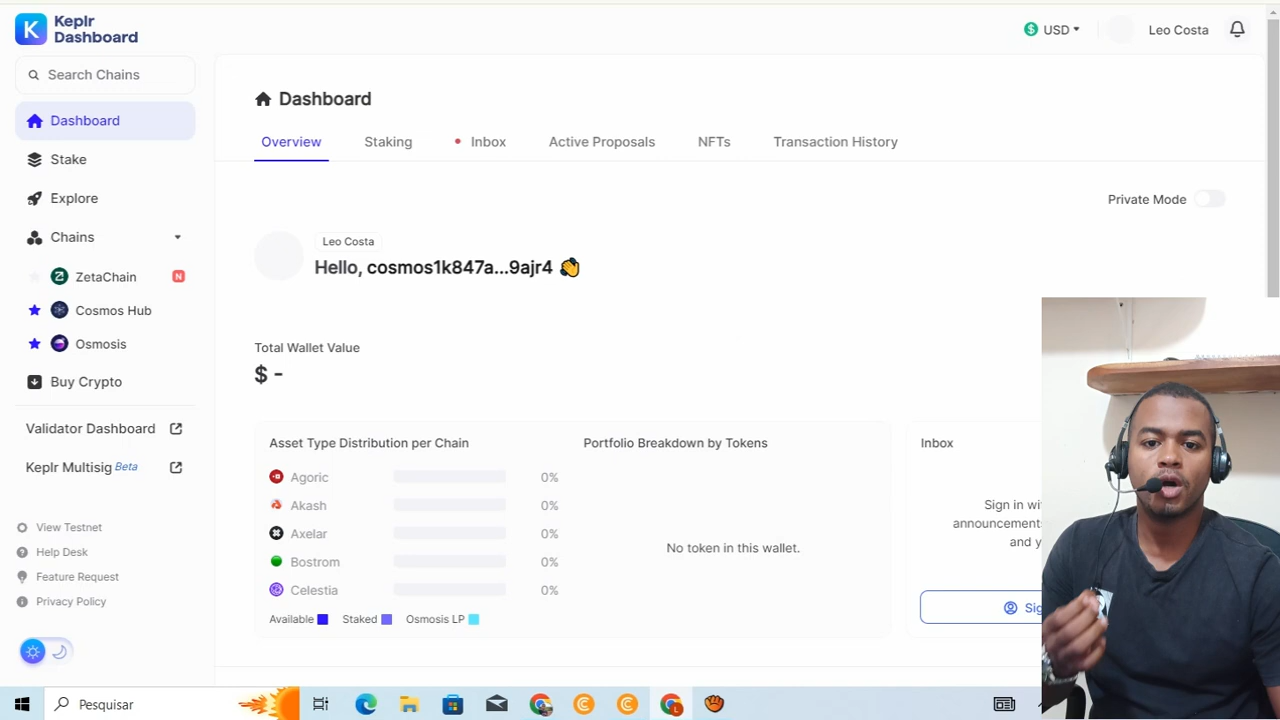 Keplr
Dashboard
USD
Leo Costa
Search Chains
Dashboard
Stake
Explore
Chains
ZetaChain
N
Cosmos Hub
Osmosis
Buy Crypto
Validator Dashboard
Keplr Multisig Beta
View Testnet
Help Desk
Feature Request
Privacy Policy
Dashboard
Overview
Staking
Inbox
Active Proposals
NFTs
Transaction History
Private Mode
Leo Costa
Hello, cosmos1k847a...9ajr4
Total Wallet Value
$ -
Asset Type Distribution per Chain
Agoric 0%
Akash 0%
Axelar 0%
Bostrom 0%
Celestia 0%
Available
Staked
Osmosis LP
Portfolio Breakdown by Tokens
No token in this wallet.
Inbox
Sign in
announcements
and
Pesquisar